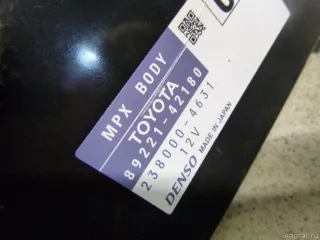 MPX BODY
TOYOTA
89221-42180
238000-4631
12V
DENSO MADE IN JAPAN